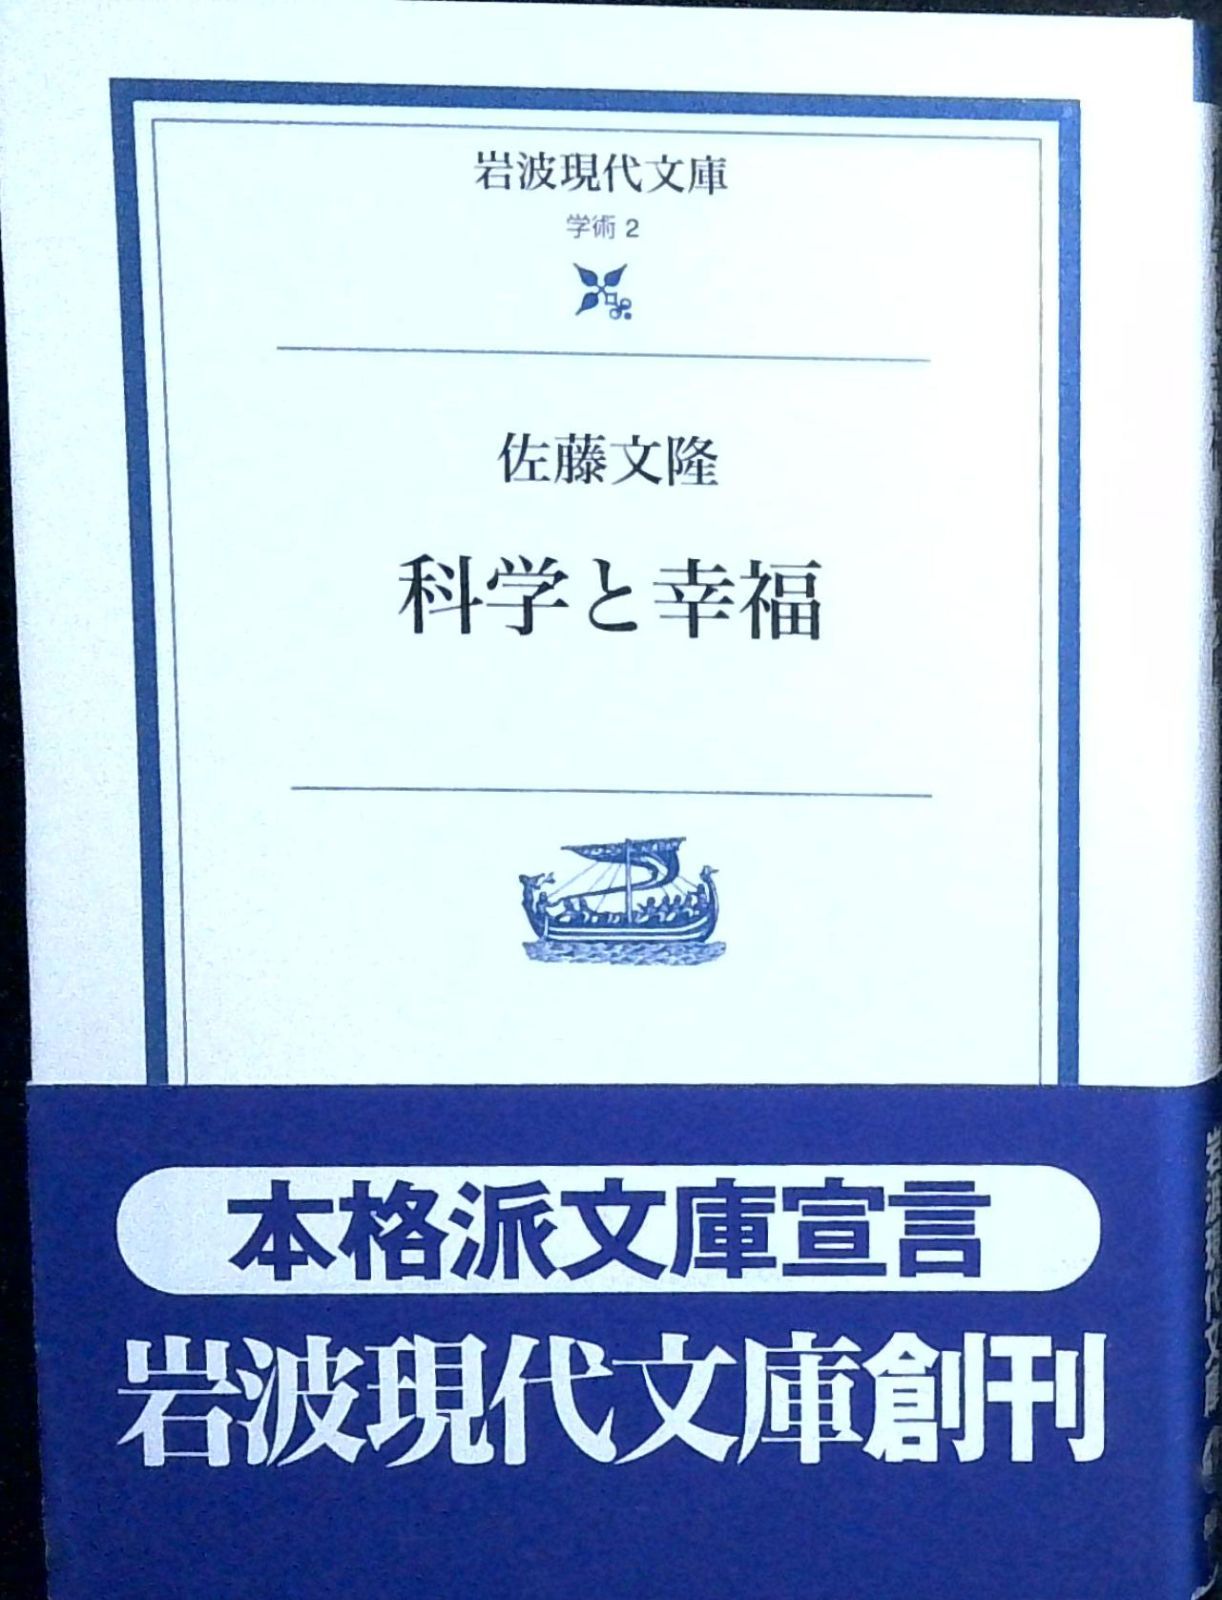 岩波現代文庫
学術 2
佐藤文隆
科学と幸福
本格派文庫宣言
岩波現代文庫創刊